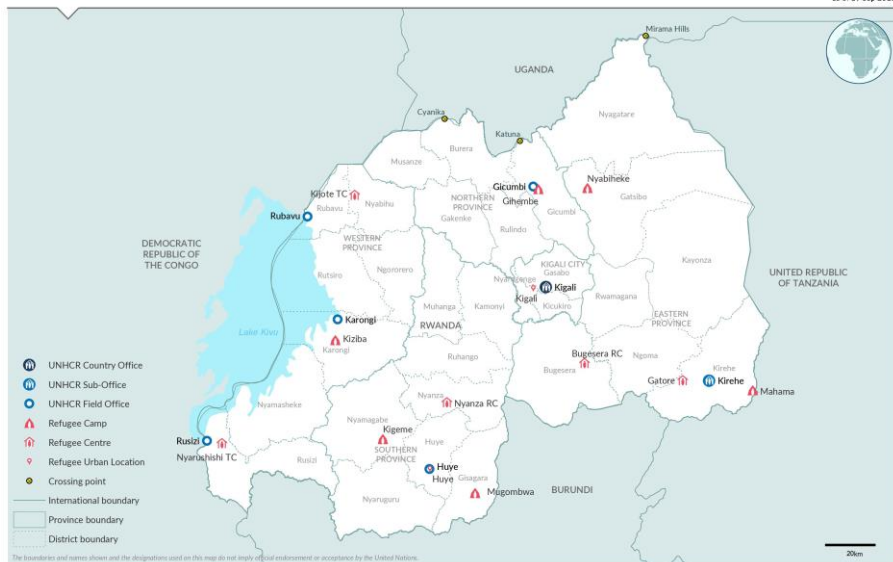 Mirama Hills
UGANDA
Nyagatare
Cyanika
Katuna
Burera
Musanze
Nyabiheke
Gicumbi
Kijote TC
Gihembe
Gatsibo
Rubavu
Nyabihu
NORTHERN
PROVINCE
Gakenke
Gicumbi
Rubavu
Rulindo
DEMOCRATIC
REPUBLIC OF
THE CONGO
WESTERN
PROVINCE
KIGALI CITY
Gasabo
Kayonza
UNITED REPUBLIC
OF TANZANIA
Rutsiro
Ngororero
Kigali
Kigali
Rwamagana
Muhanga
Kamonyi
Kicukiro
EASTERN
PROVINCE
Karongi
RWANDA
Lake Kivu
Kiziba
Karongi
Ruhango
Bugesera RC
Ngoma
Bugesera
Kirehe
UNHCR Country Office
Gatore
Kirehe
UNHCR Sub-Office
Nyanza
Mahama
UNHCR Field Office
Nyamasheke
Nyanza RC
Refugee Camp
Nyamagabe
Kigeme
Refugee Centre
Rusizi
Huye
Refugee Urban Location
Nyarushishi TC
SOUTHERN
PROVINCE
Rusizi
Huye
Huye
Crossing point
Gisagara
International boundary
Mugombwa
BURUNDI
Nyaruguru
Province boundary
District boundary
20km
The boundaries and names shown and the designations used on this map do not imply official endorsement or acceptance by the United Nations.